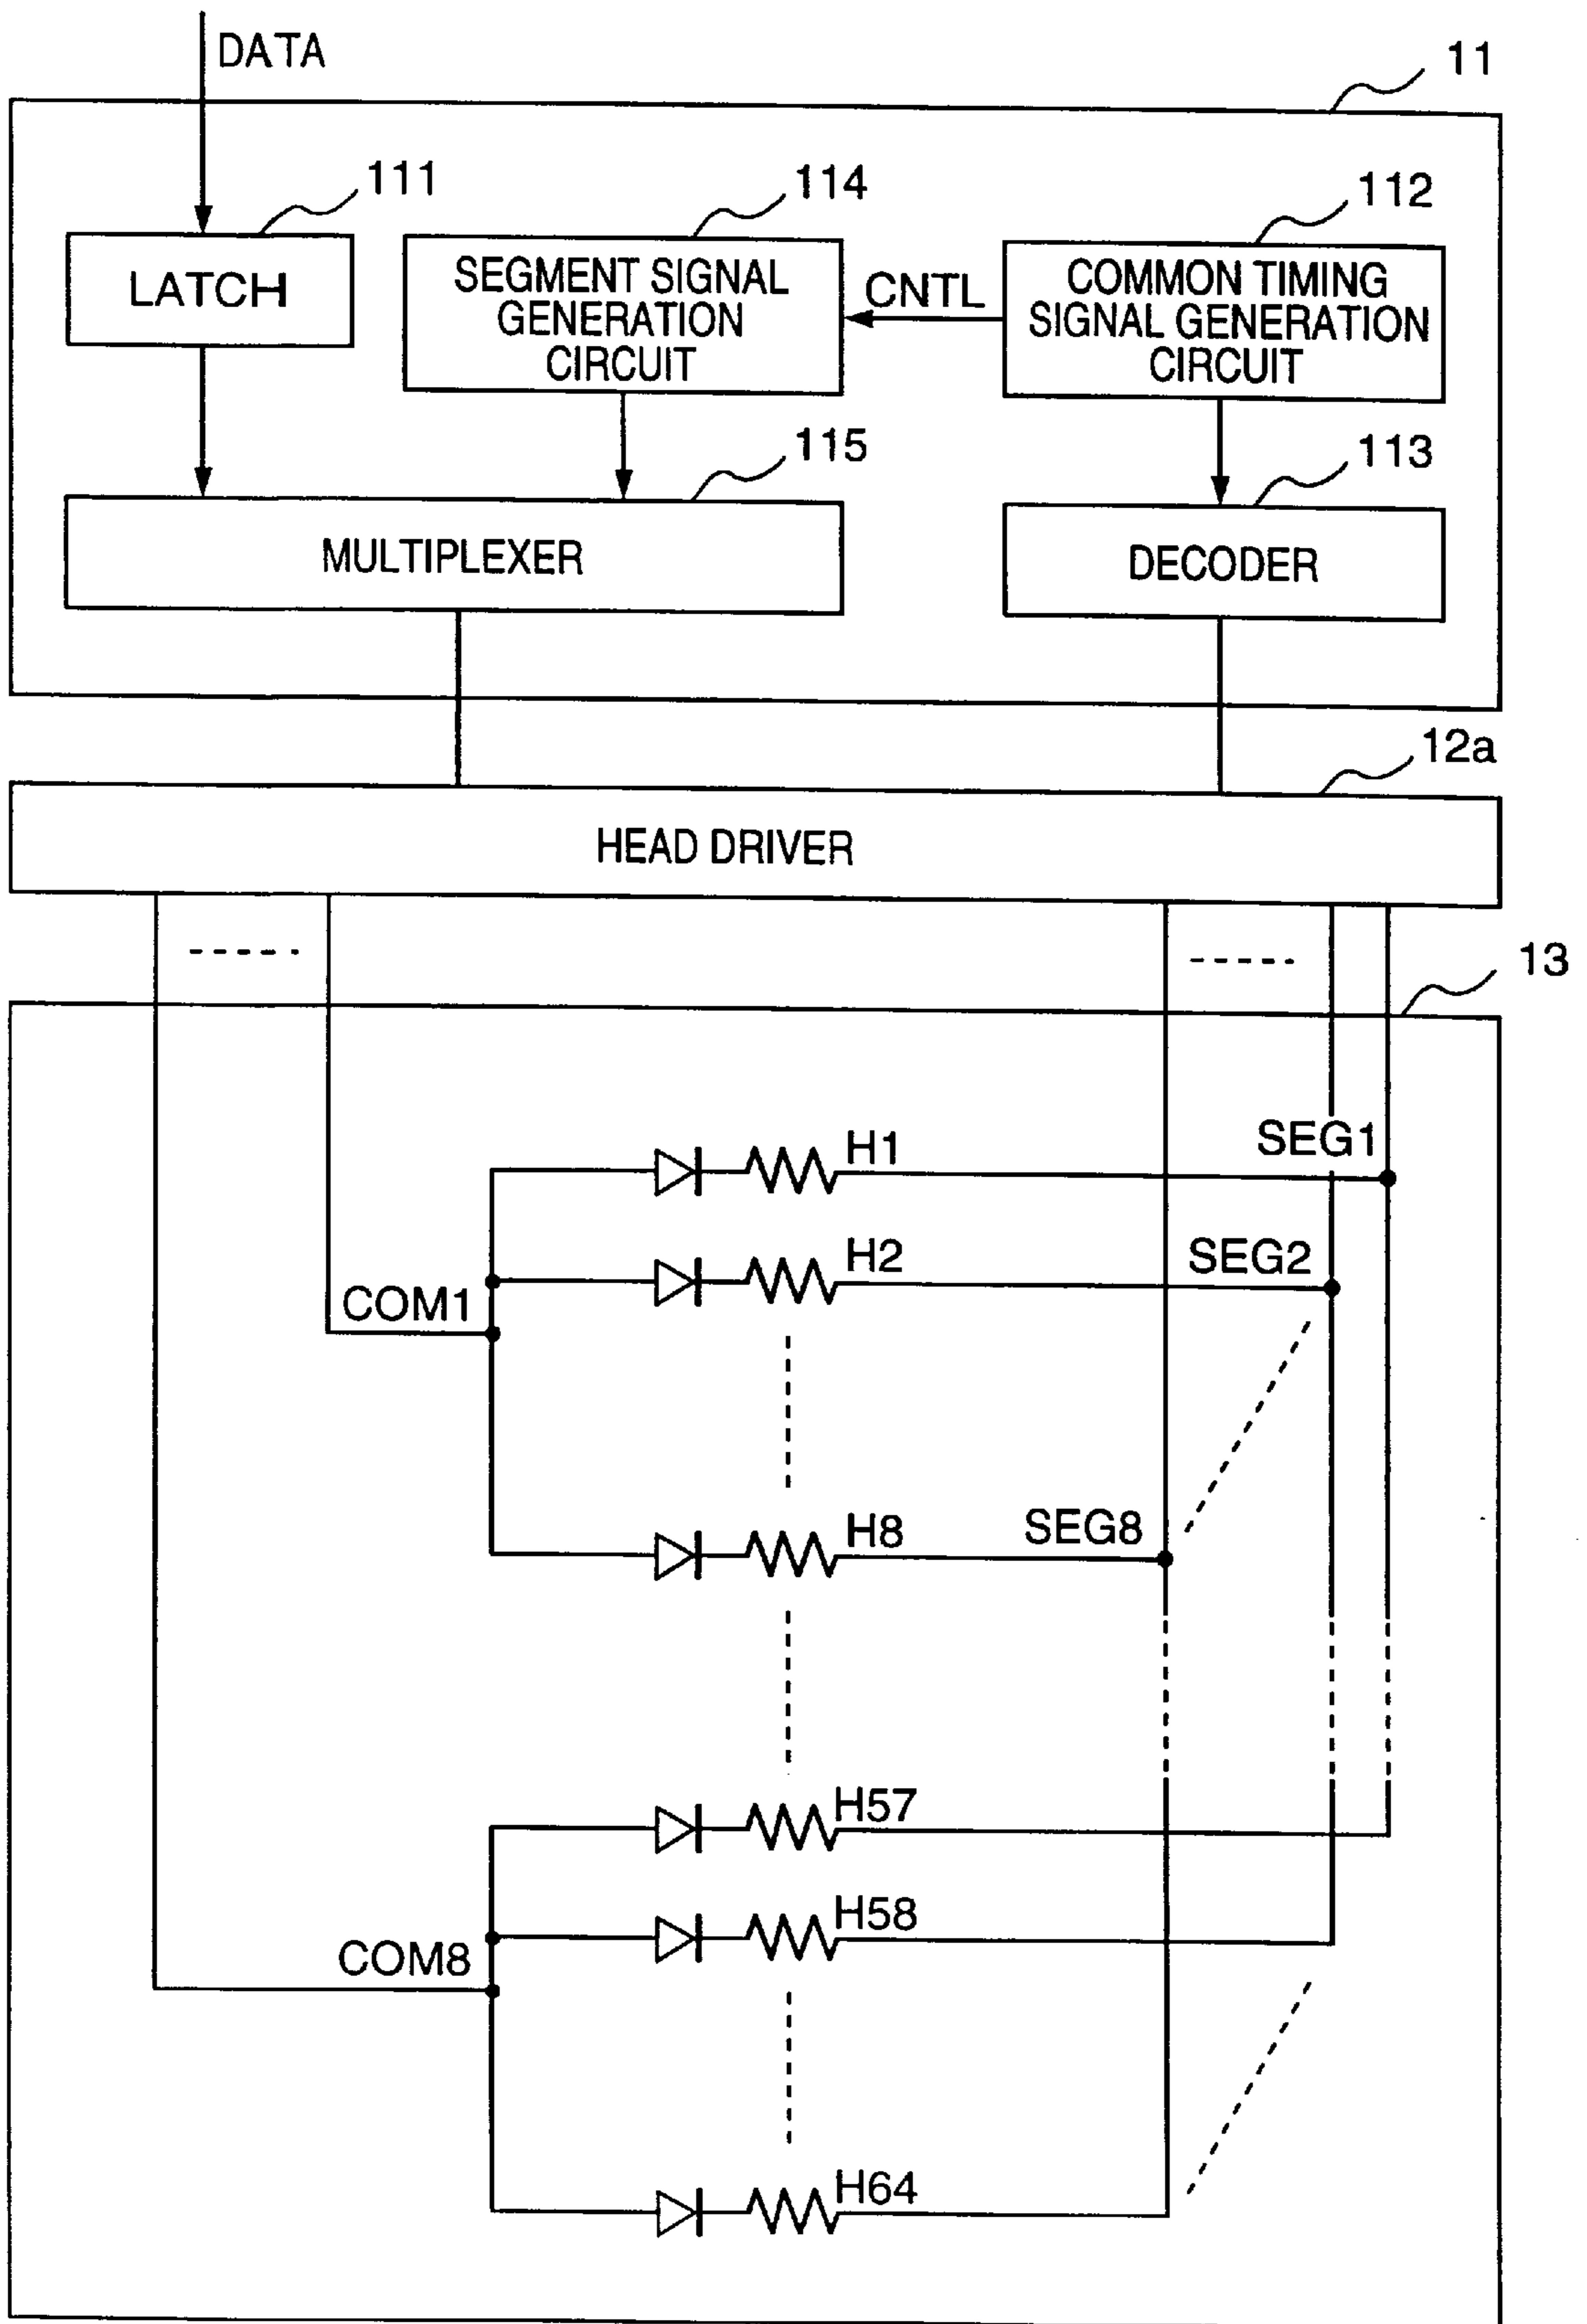 DATA
11
111
114
112
LATCH
SEGMENT SIGNAL
GENERATION
CIRCUIT
CNTL
COMMON TIMING
SIGNAL GENERATION
CIRCUIT
115
113
MULTIPLEXER
DECODER
12a
HEAD DRIVER
13
H1
SEG1
H2
SEG2
COM1
H8
SEG8
H57
H58
COM8
H64